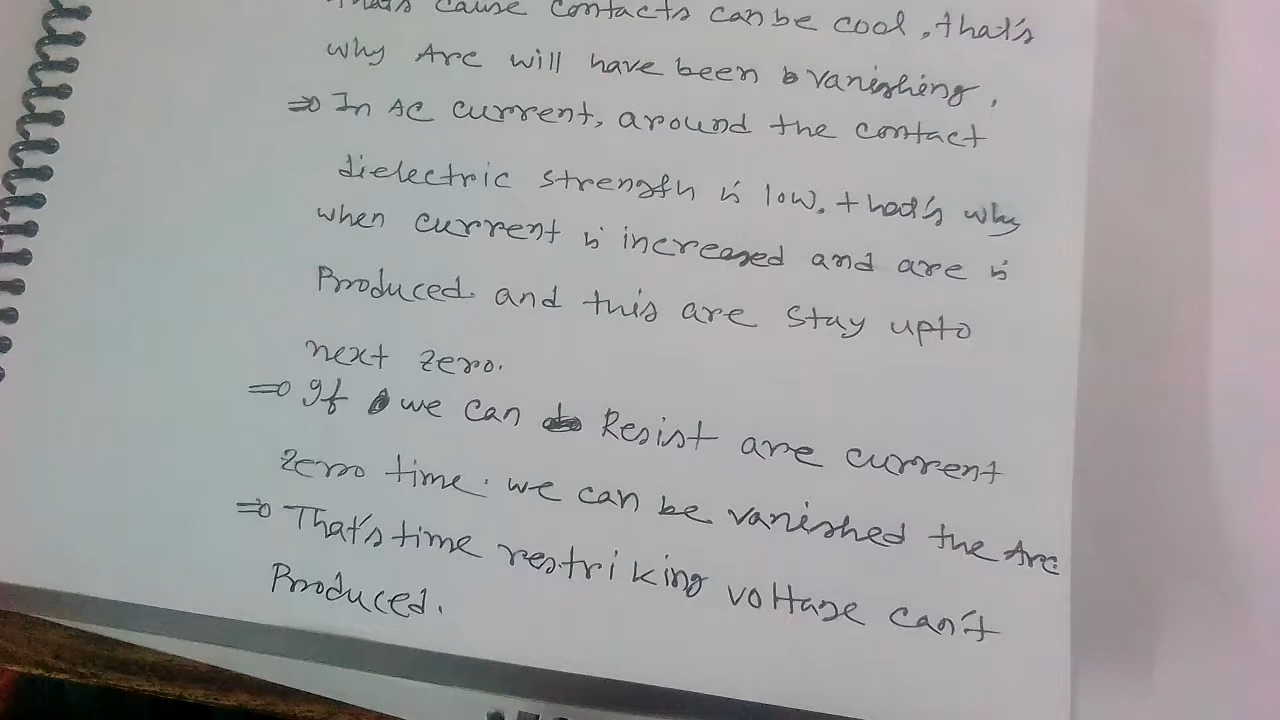 that's cause contacts can be cool, that's
why Arc will have been vanishing.
⇒ In AC current, around the contact
dielectric strength is low. that's why
when current is increased and arc is
Produced. and this arc stay upto
next zero.
⇒ If we can Resist arc current
zero time. we can be vanished the Arc
⇒ That's time restriking voltage can't
Produced.